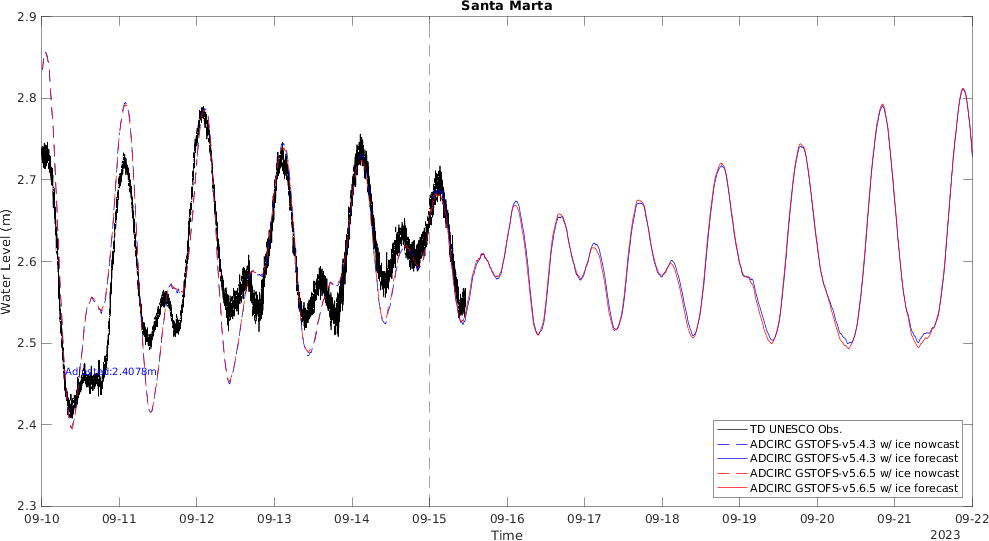 Santa Marta
2.9
2.8
2.7
2.6
2.5
2.4
2.3
Water Level (m)
Adjusted:2.4078m
TD UNESCO Obs.
ADCIRC GSTOFS-v5.4.3 w/ ice nowcast
ADCIRC GSTOFS-v5.4.3 w/ ice forecast
ADCIRC GSTOFS-v5.6.5 w/ ice nowcast
ADCIRC GSTOFS-v5.6.5 w/ ice forecast
09-10 09-11 09-12 09-13 09-14 09-15 09-16 09-17 09-18 09-19 09-20 09-21 09-22
Time
2023